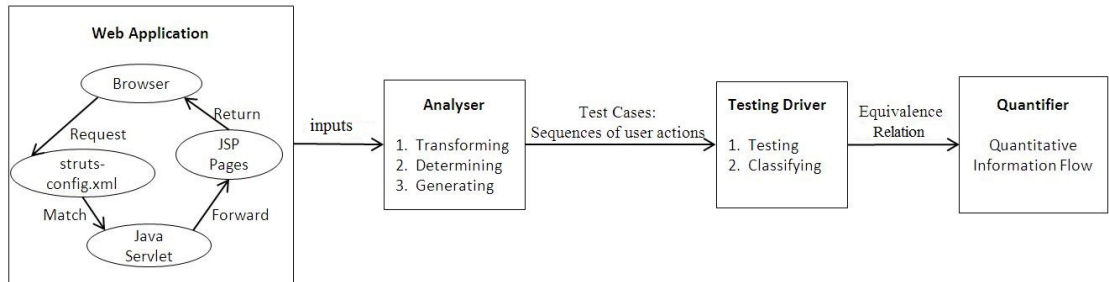 Web Application
Browser
Return
Request
JSP
Pages
struts-
config.xml
Match
Forward
Java
Servlet
inputs
Analyser
1. Transforming
2. Determining
3. Generating
Test Cases:
Sequences of user actions
Testing Driver
1. Testing
2. Classifying
Equivalence
Relation
Quantifier
Quantitative
Information Flow